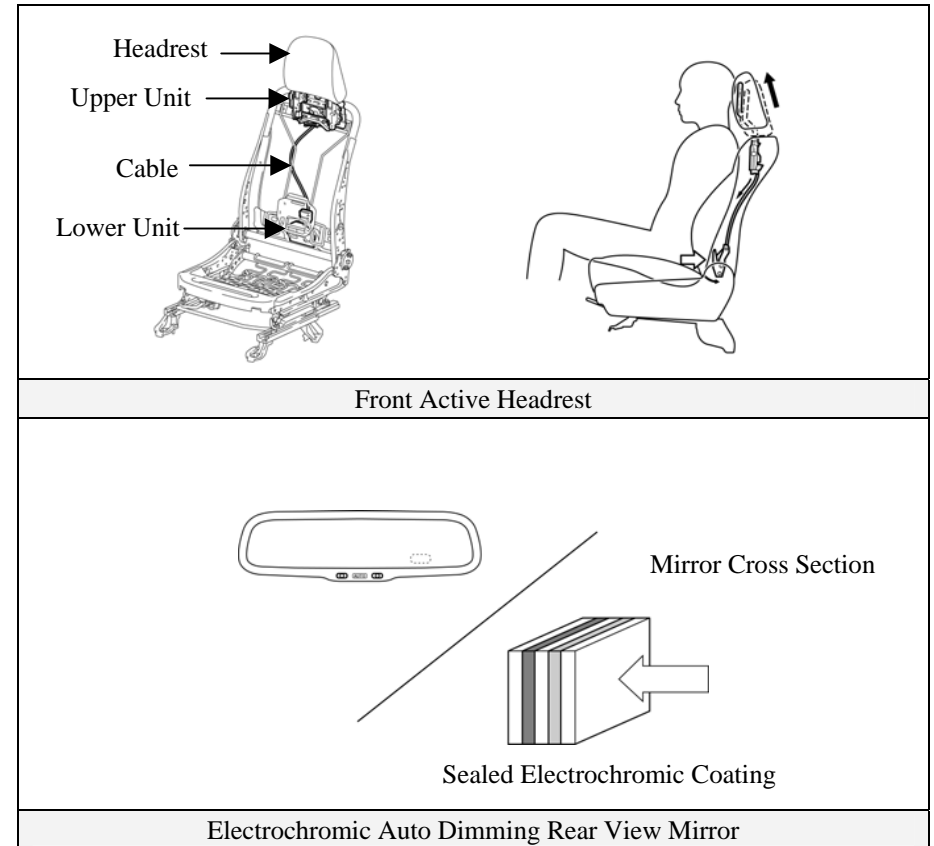 Headrest
Upper Unit
Cable
Lower Unit
Front Active Headrest
Mirror Cross Section
Sealed Electrochromic Coating
Electrochromic Auto Dimming Rear View Mirror